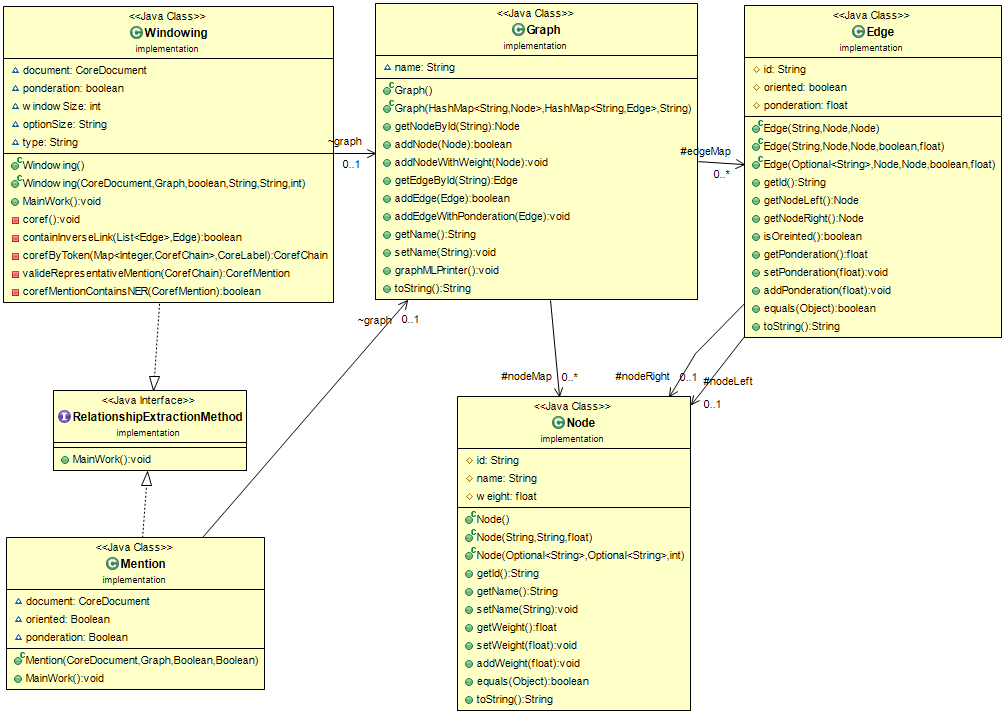 <<Java Class>>
Windowing
implementation
document: CoreDocument
ponderation: boolean
windowSize: int
optionSize: String
type: String
Windowing()
Windowing(CoreDocument,Graph,boolean,String,String,int)
MainWork():void
coref():void
containInverseLink(List<Edge>,Edge):boolean
corefByToken(Map<Integer,CorefChain>,CoreLabel):CorefChain
valideRepresentativeMention(CorefChain):CorefMention
corefMentionContainsNER(CorefMention):boolean
~graph
0..1
<<Java Class>>
Graph
implementation
name: String
Graph()
Graph(HashMap<String,Node>,HashMap<String,Edge>,String)
getNodeById(String):Node
addNode(Node):boolean
addNodeWithWeight(Node):void
getEdgeById(String):Edge
addEdge(Edge):boolean
addEdgeWithPonderation(Edge):void
getName():String
setName(String):void
graphMLPrinter():void
toString():String
#edgeMap
0..*
<<Java Class>>
Edge
implementation
id: String
oriented: boolean
ponderation: float
Edge(String,Node,Node)
Edge(String,Node,Node,boolean,float)
Edge(Optional<String>,Node,Node,boolean,float)
getId():String
getNodeLeft():Node
getNodeRight():Node
isOreinted():boolean
getPonderation():float
setPonderation(float):void
addPonderation(float):void
equals(Object):boolean
toString():String
~graph
0..1
#nodeMap
0..*
#nodeRight
0..1
#nodeLeft
0..1
<<Java Interface>>
RelationshipExtractionMethod
implementation
MainWork():void
<<Java Class>>
Node
implementation
id: String
name: String
weight: float
Node()
Node(String,String,float)
Node(Optional<String>,Optional<String>,int)
getId():String
getName():String
setName(String):void
getWeight():float
setWeight(float):void
addWeight(float):void
equals(Object):boolean
toString():String
<<Java Class>>
Mention
implementation
document: CoreDocument
oriented: Boolean
ponderation: Boolean
Mention(CoreDocument,Graph,Boolean,Boolean)
MainWork():void